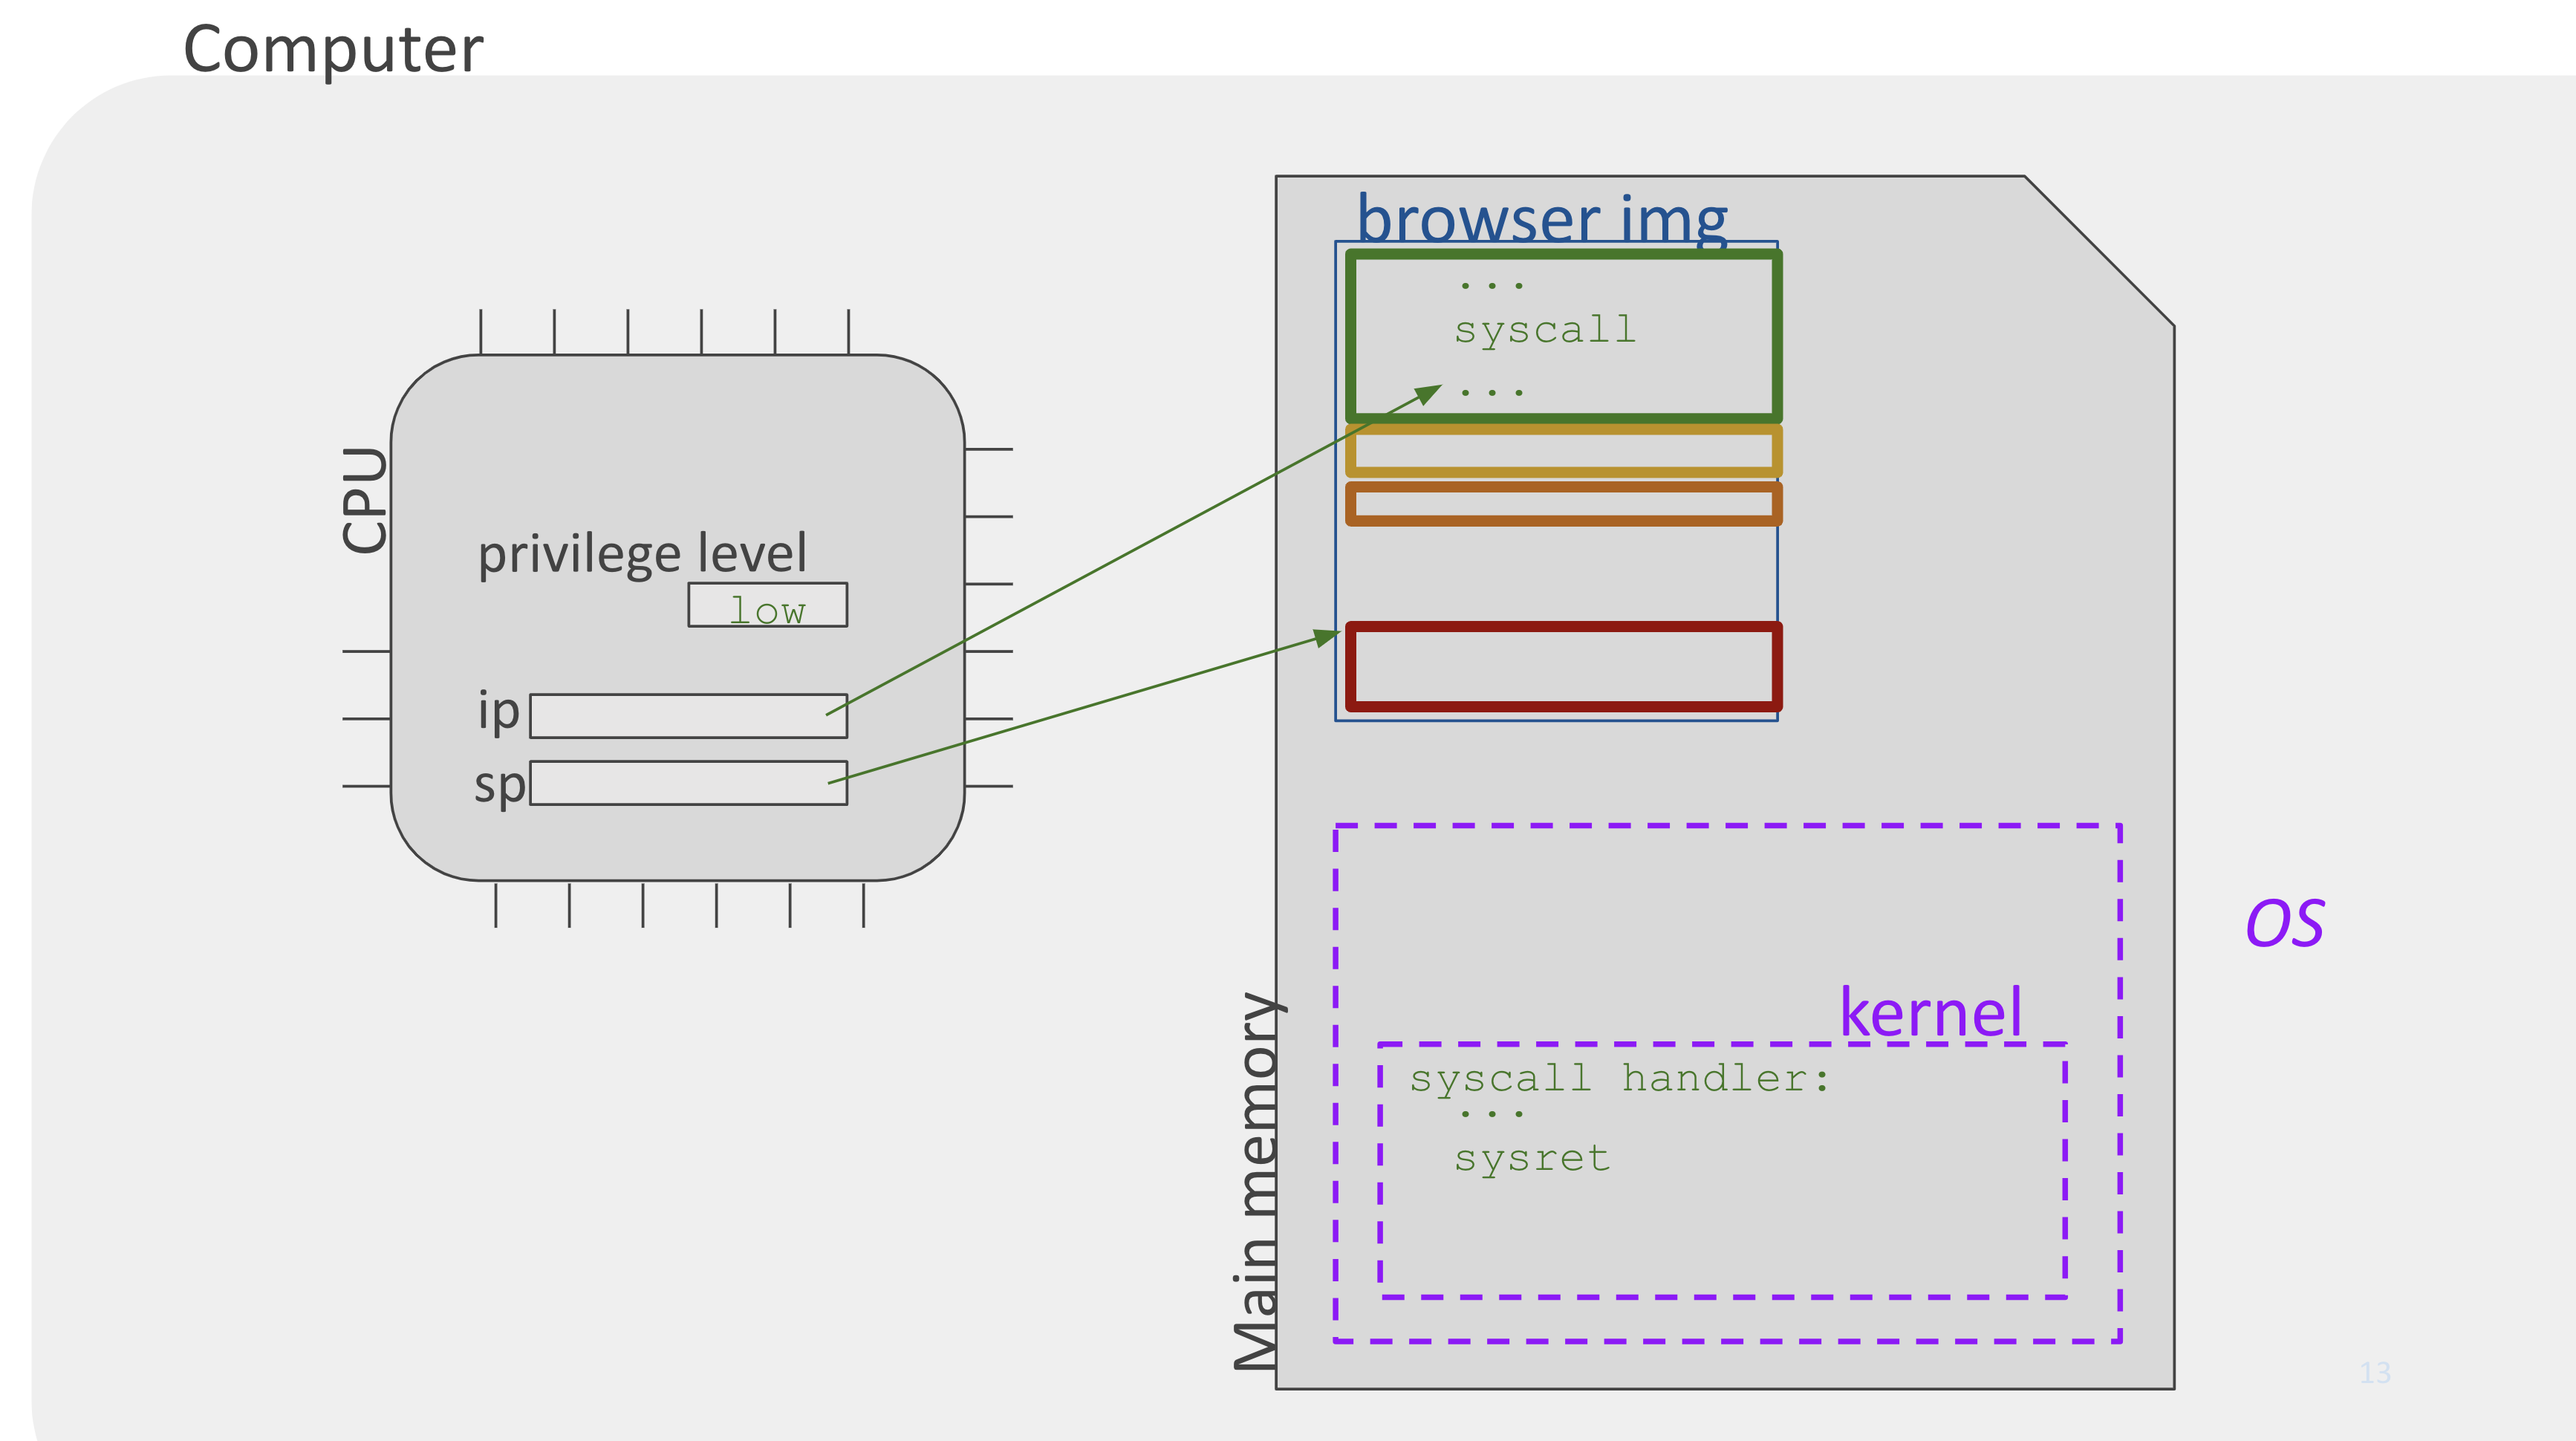 Computer
browser img
...
syscall
...
CPU
privilege level
low
ip
sp
OS
kernel
Main memory
syscall handler:
...
sysret
13